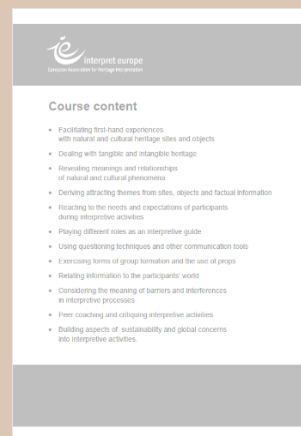 interpret europe
European Association for Heritage Interpretation
Course content
• Facilitating first-hand experiences
with natural and cultural heritage sites and objects
• Dealing with tangible and intangible heritage
• Revealing meanings and relationships
of natural and cultural phenomena
• Deriving attracting themes from sites, objects and factual information
• Reacting to the needs and expectations of participants
during interpretive activities
• Playing different roles as an interpretive guide
• Using questioning techniques and other communication tools
• Exercising forms of group formation and the use of props
• Relating information to the participants' world
• Considering the meaning of barriers and interferences
in interpretive processes
• Peer coaching and critiquing interpretive activities
• Building aspects of sustainability and global concerns
into interpretive activities.